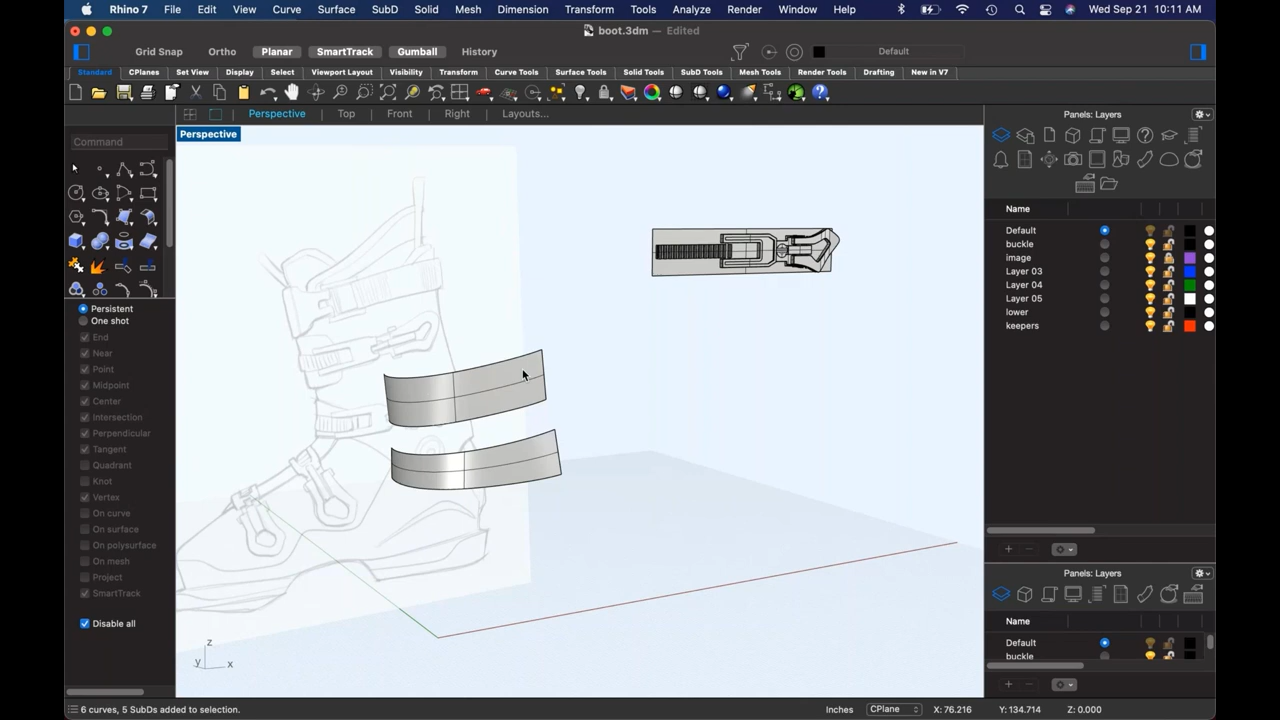 Rhino 7 File Edit View Curve Surface SubD Solid Mesh Dimension Transform Tools Analyze Render Window Help Wed Sep 21 10:11 AM
boot.3dm — Edited
Grid Snap Ortho Planar SmartTrack Gumball History Default
Standard CPlanes Set View Display Select Viewport Layout Visibility Transform Curve Tools Surface Tools Solid Tools SubD Tools Mesh Tools Render Tools Drafting New in V7
Perspective Top Front Right Layouts...
Panels: Layers
Perspective
Command
Name
Default
buckle
image
Layer 03
Layer 04
Layer 05
lower
keepers
Persistent
One shot
End
Near
Point
Midpoint
Center
Intersection
Perpendicular
Tangent
Quadrant
Knot
Vertex
On curve
On surface
On polysurface
On mesh
Project
SmartTrack
Disable all
Panels: Layers
Name
Default
buckle
z
y x
6 curves, 5 SubDs added to selection. Inches CPlane X: 76.216 Y: 134.714 Z: 0.000